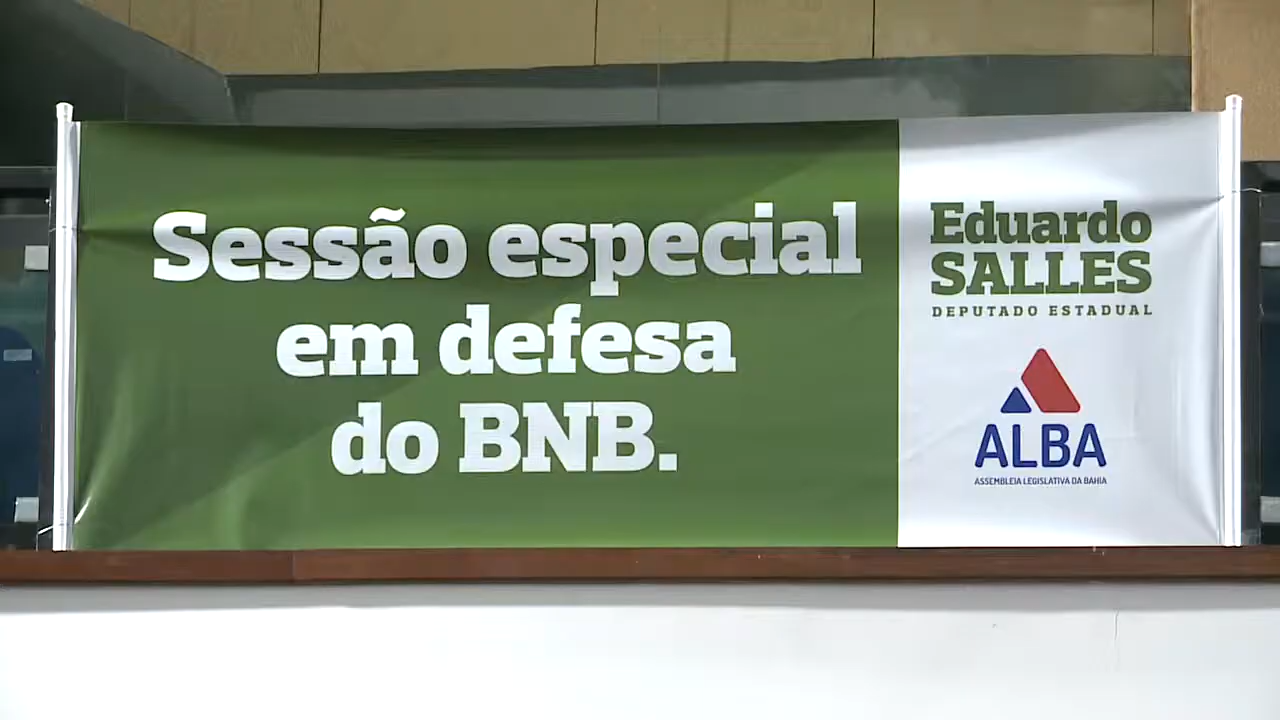 Sessão especial
em defesa
do BNB.
Eduardo
SALLES
DEPUTADO ESTADUAL
ALBA
ASSEMBLEIA LEGISLATIVA DA BAHIA